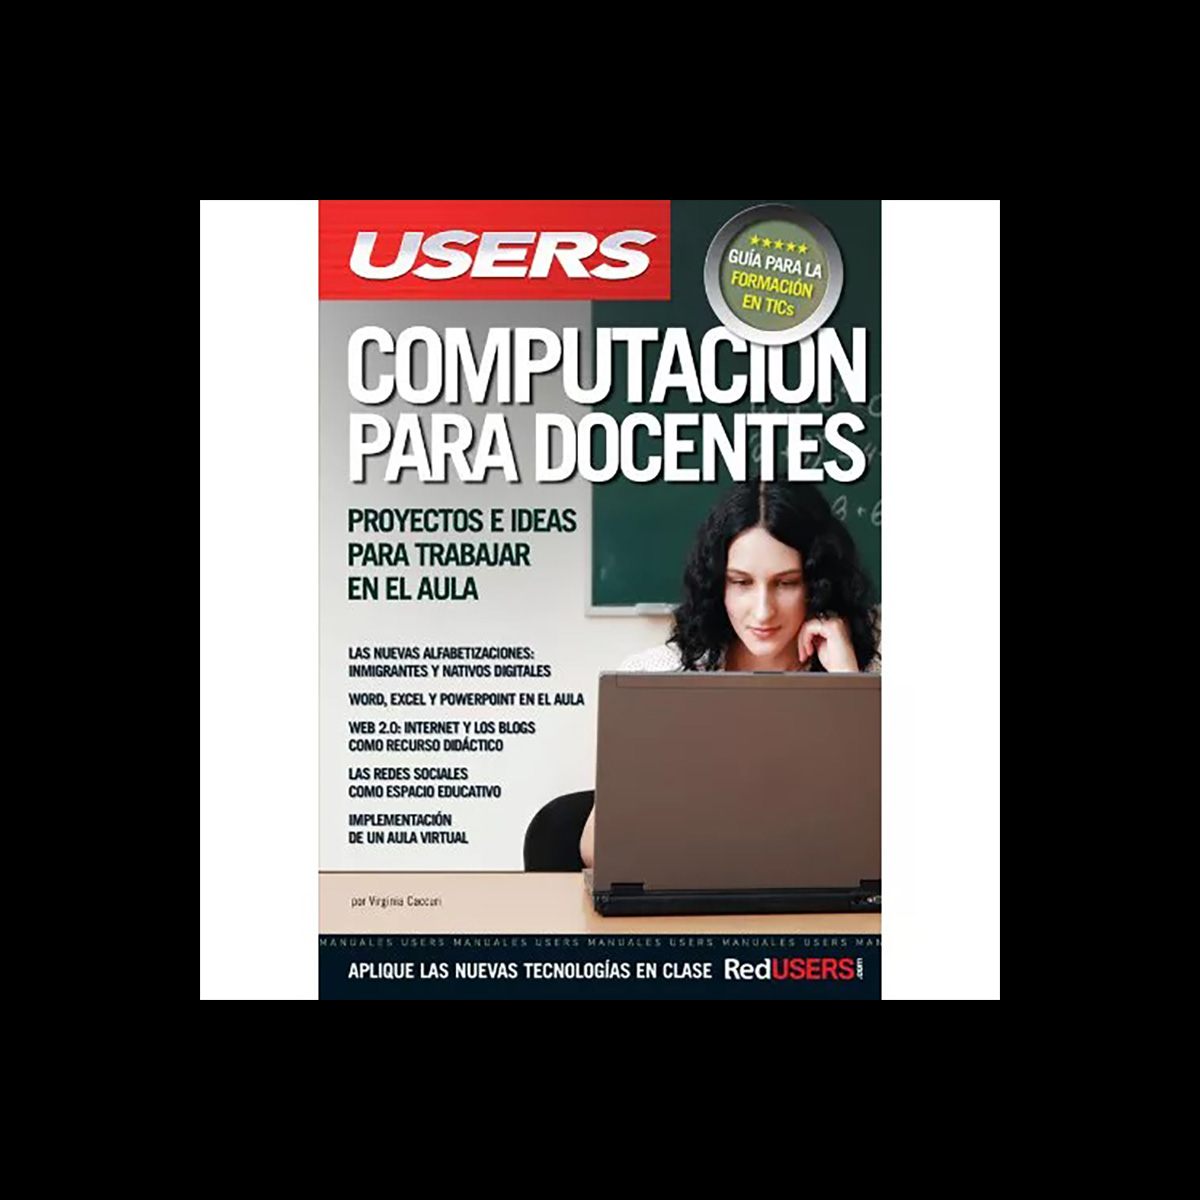 USERS
★★★★★
GUÍA PARA LA
FORMACIÓN
EN TICs
COMPUTACIÓN
PARA DOCENTES
PROYECTOS E IDEAS
PARA TRABAJAR
EN EL AULA
LAS NUEVAS ALFABETIZACIONES:
INMIGRANTES Y NATIVOS DIGITALES
WORD, EXCEL Y POWERPOINT EN EL AULA
WEB 2.0: INTERNET Y LOS BLOGS
COMO RECURSO DIDÁCTICO
LAS REDES SOCIALES
COMO ESPACIO EDUCATIVO
IMPLEMENTACIÓN
DE UN AULA VIRTUAL
por Virginia Caccuri
MANUALES USERS MANUALES USERS MANUALES USERS MANUALES USERS MAN
APLIQUE LAS NUEVAS TECNOLOGÍAS EN CLASE RedUSERS.com